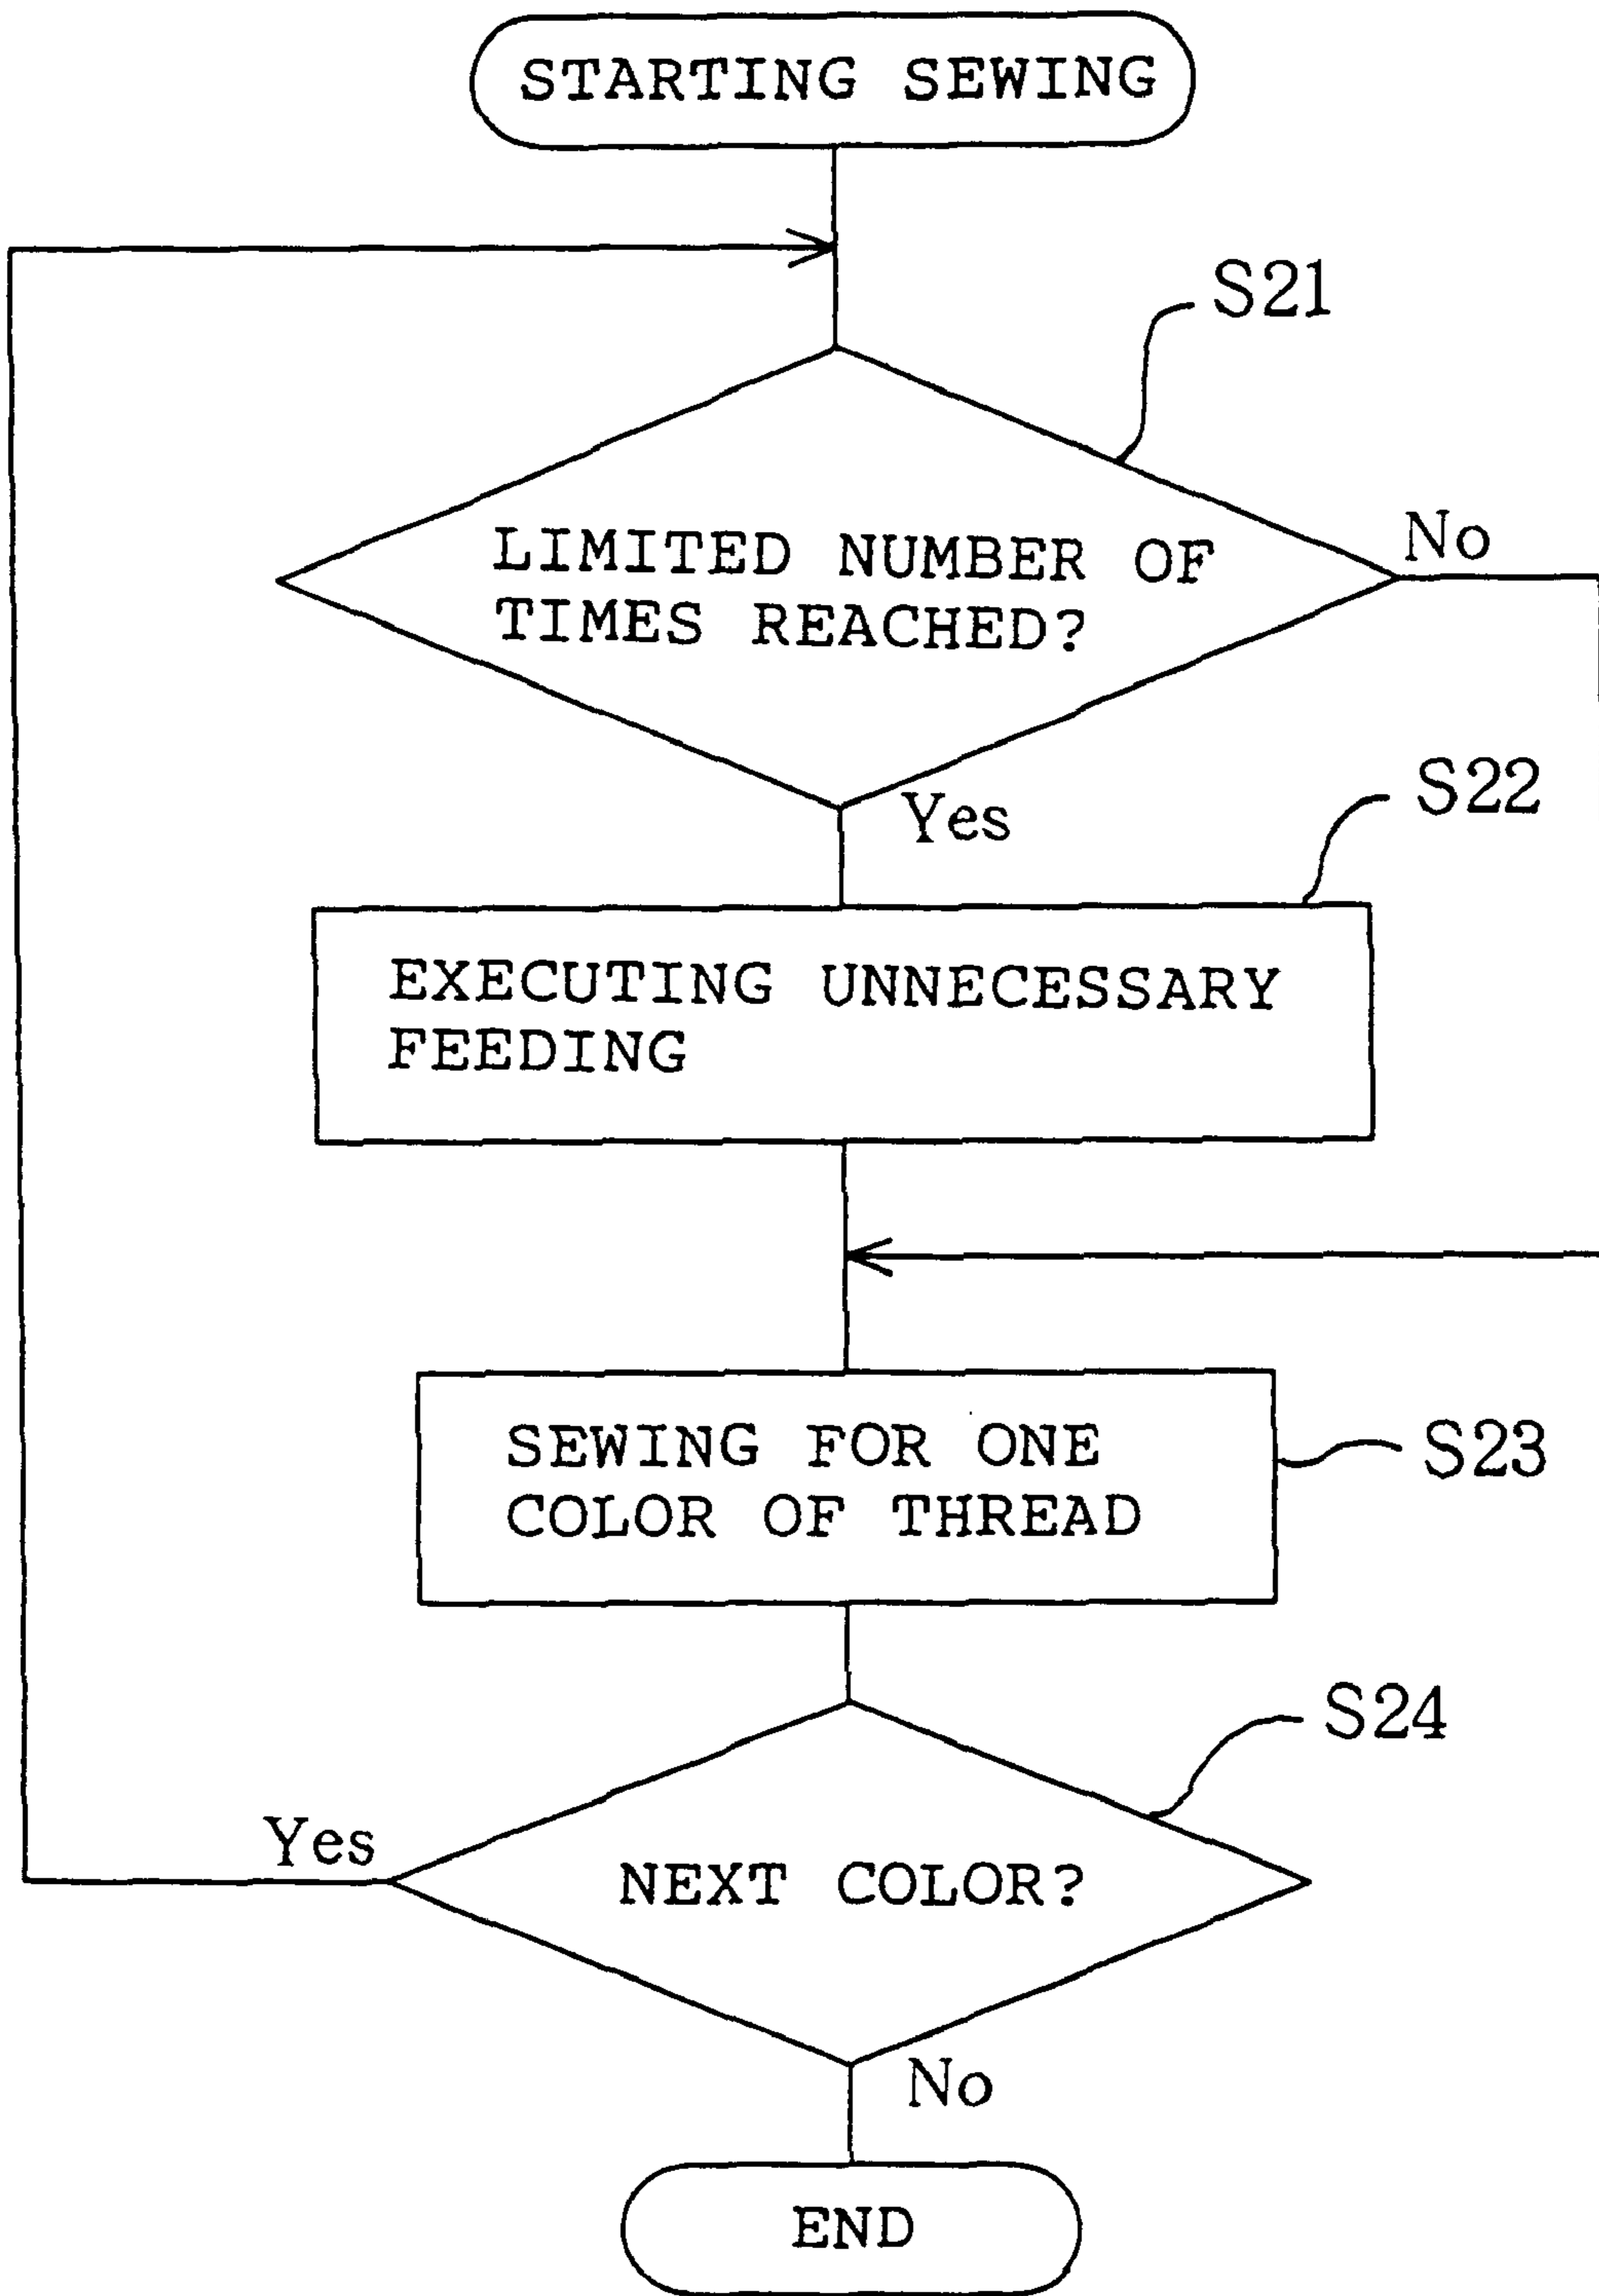 STARTING SEWING
S21
LIMITED NUMBER OF
TIMES REACHED?
No
Yes
S22
EXECUTING UNNECESSARY
FEEDING
SEWING FOR ONE
COLOR OF THREAD
S23
S24
Yes
NEXT COLOR?
No
END